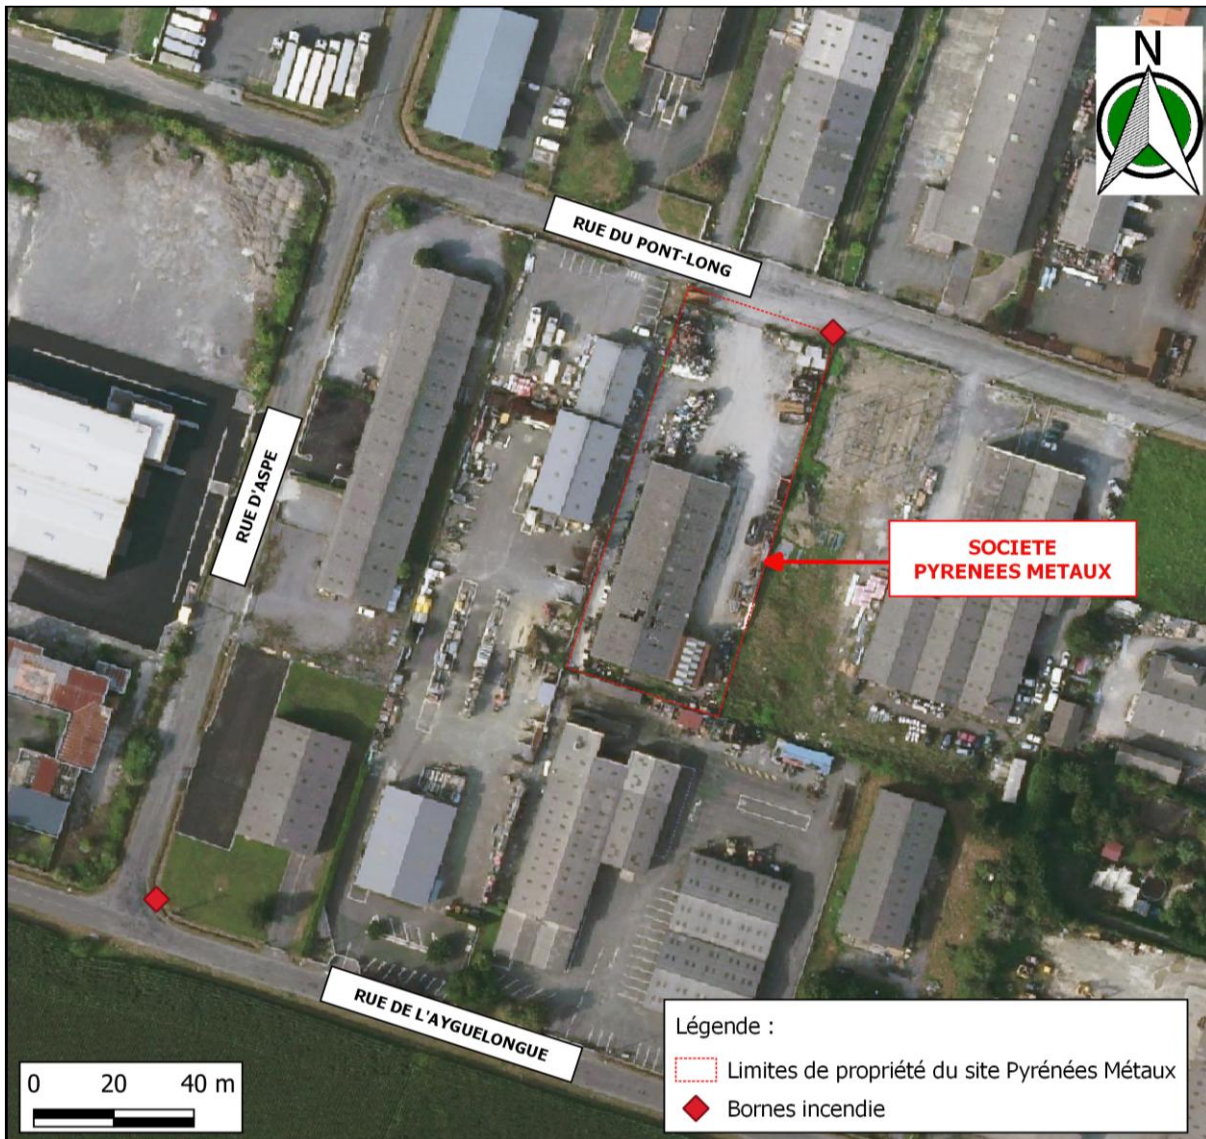 N
RUE DU PONT-LONG
RUE D'ASPE
SOCIETE
PYRENEES METAUX
RUE DE L'AYGUELONGUE
Légende :
Limites de propriété du site Pyrénées Métaux
Bornes incendie
0 20 40 m